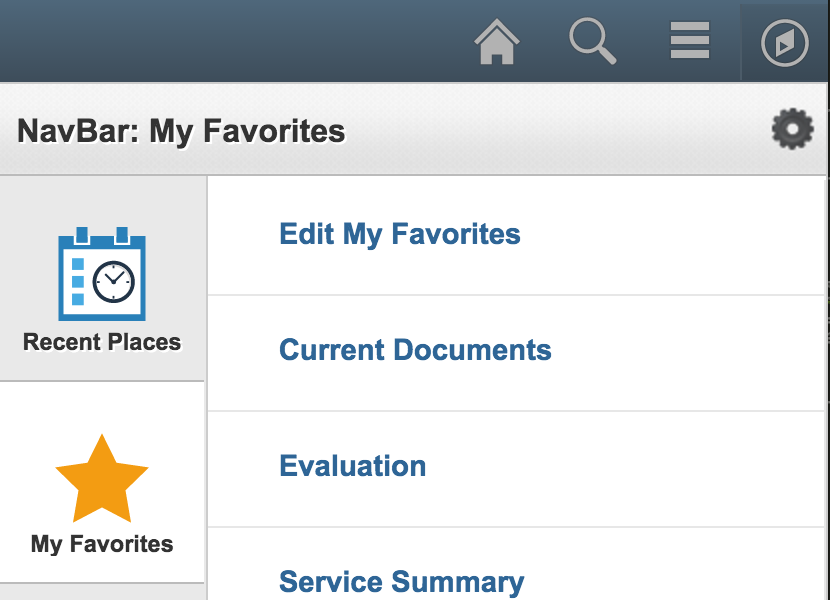 NavBar: My Favorites
Recent Places
My Favorites
Edit My Favorites
Current Documents
Evaluation
Service Summary